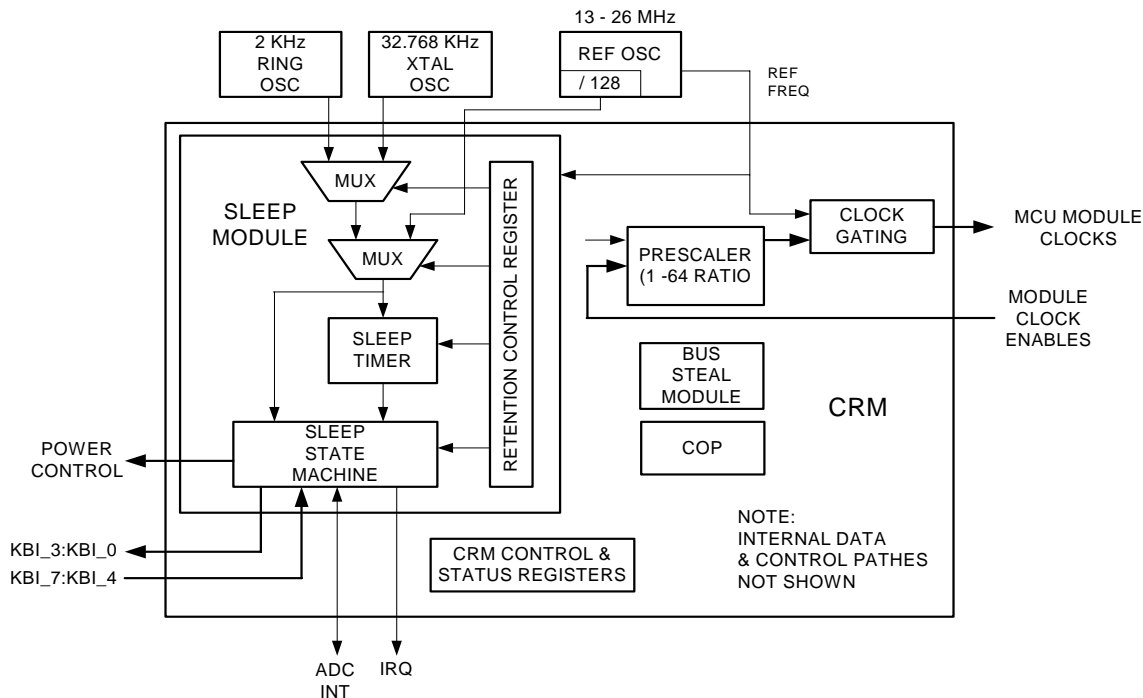 13 - 26 MHz
2 KHz
RING
OSC
32.768 KHz
XTAL
OSC
REF OSC
/ 128
REF
FREQ
MUX
SLEEP
MODULE
MUX
RETENTION CONTROL REGISTER
SLEEP
TIMER
SLEEP
STATE
MACHINE
PRESCALER
(1 -64 RATIO
CLOCK
GATING
MCU MODULE
CLOCKS
MODULE
CLOCK
ENABLES
BUS
STEAL
MODULE
CRM
COP
POWER
CONTROL
KBI_3:KBI_0
KBI_7:KBI_4
CRM CONTROL &
STATUS REGISTERS
NOTE:
INTERNAL DATA
& CONTROL PATHES
NOT SHOWN
ADC
INT
IRQ